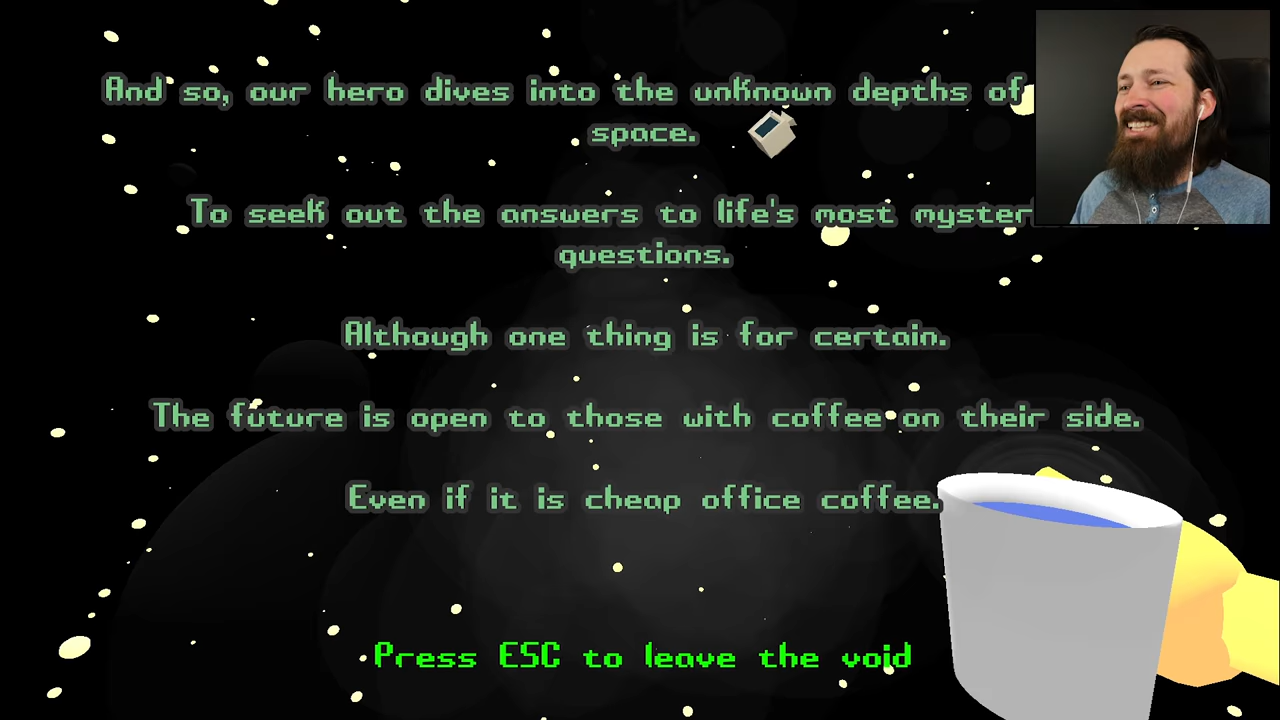 And so, our hero dives into the unknown depths of
space.
To seek out the answers to life's most
questions.
Although one thing is for certain.
The future is open to those with coffee on their side.
Even if it is cheap office coffee.
Press ESC to leave the void